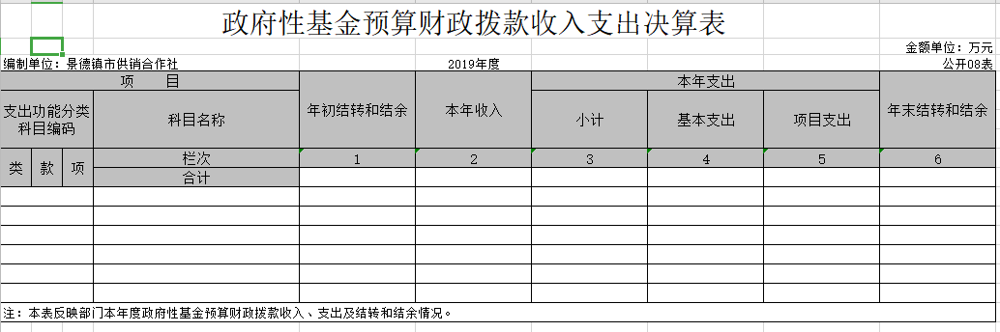 政府性基金预算财政拨款收入支出决算表
金额单位：万元
编制单位：景德镇市供销合作社 2019年度 公开08表
项 目 年初结转和结余 本年收入 本年支出 年末结转和结余
支出功能分类
科目编码
科目名称 小计 基本支出 项目支出
类 款 项 栏次 1 2 3 4 5 6
合计
注：本表反映部门本年度政府性基金预算财政拨款收入、支出及结转和结余情况。